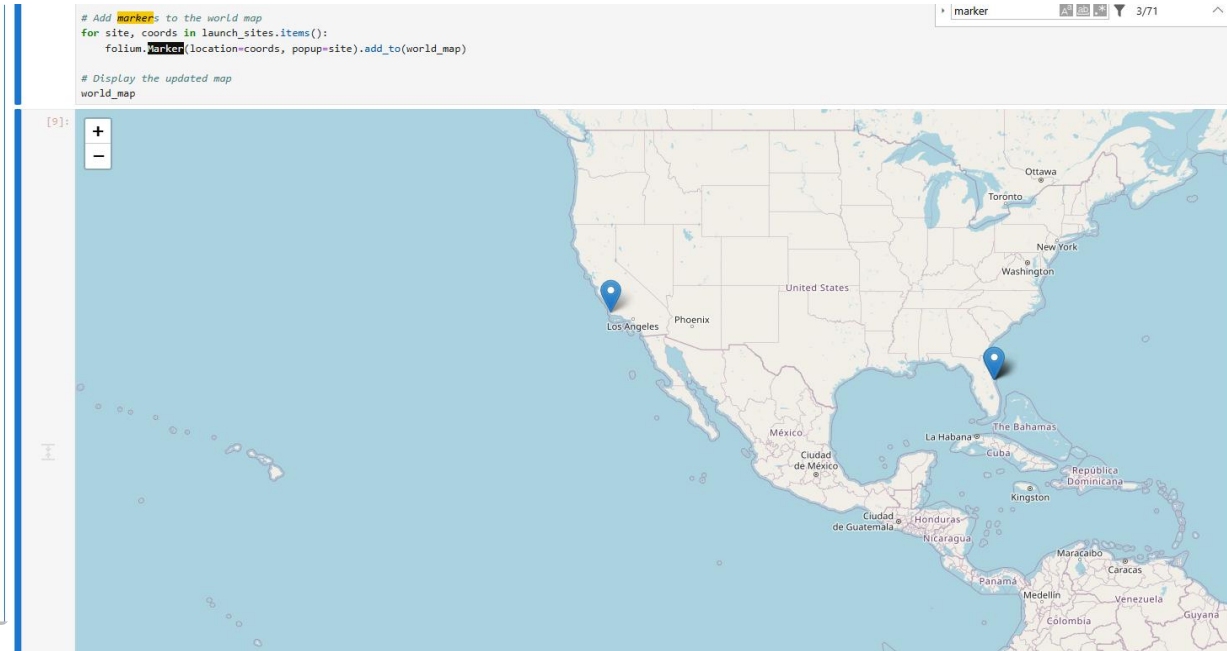 # Add markers to the world map
for site, coords in launch_sites.items():
    folium.Marker(location=coords, popup=site).add_to(world_map)
# Display the updated map
world_map
marker
3/71
[9]:
+
−
Ottawa
Toronto
New York
Washington
United States
Los Angeles
Phoenix
México
Ciudad
de México
La Habana
The Bahamas
Cuba
República
Dominicana
Kingston
Ciudad
de Guatemala
Honduras
Nicaragua
Maracaibo
Caracas
Panamá
Medellín
Venezuela
Guyana
Colombia